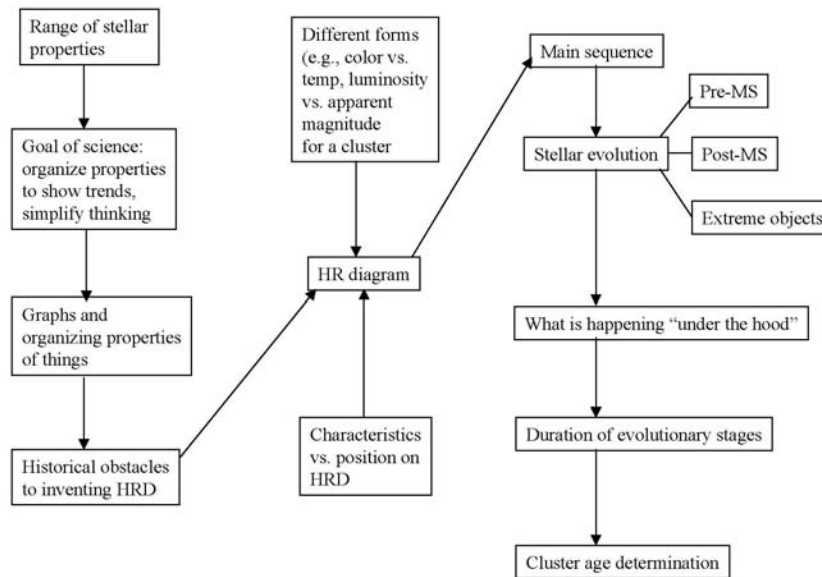 Range of stellar
properties
Goal of science:
organize properties
to show trends,
simplify thinking
Graphs and
organizing properties
of things
Historical obstacles
to inventing HRD
Different forms
(e.g., color vs.
temp, luminosity
vs. apparent
magnitude
for a cluster
HR diagram
Characteristics
vs. position on
HRD
Main sequence
Stellar evolution
Pre-MS
Post-MS
Extreme objects
What is happening “under the hood”
Duration of evolutionary stages
Cluster age determination